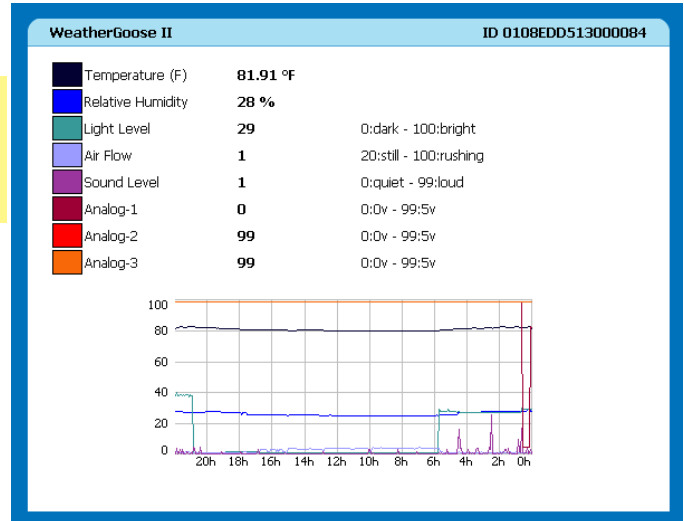 WeatherGoose II ID 0108EDD513000084
Temperature (F) 81.91 ºF
Relative Humidity 28 %
Light Level 29 0:dark - 100:bright
Air Flow 1 20:still - 100:rushing
Sound Level 1 0:quiet - 99:loud
Analog-1 0 0:0v - 99:5v
Analog-2 99 0:0v - 99:5v
Analog-3 99 0:0v - 99:5v
100
80
60
40
20
0
20h 18h 16h 14h 12h 10h 8h 6h 4h 2h 0h